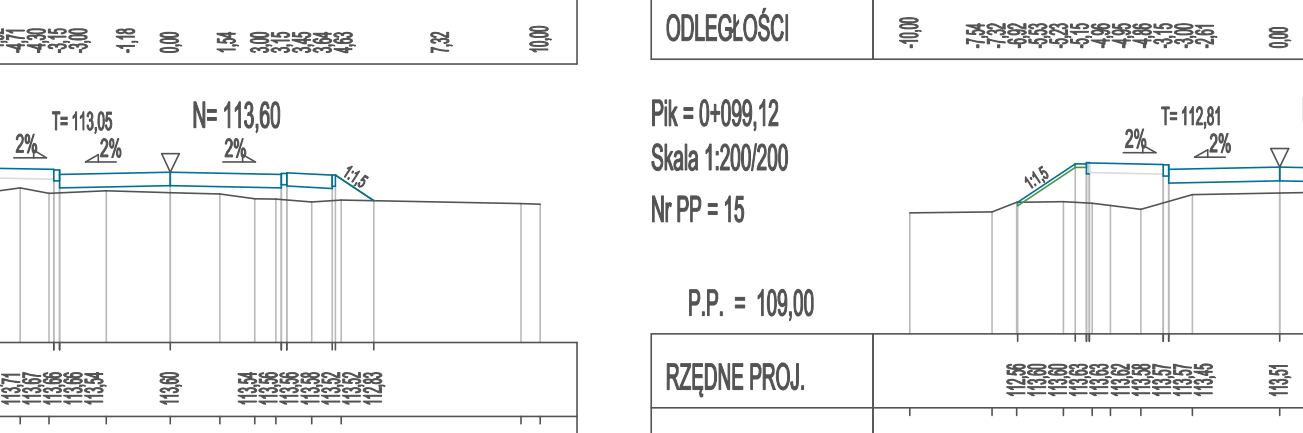 -4,71 -4,30 -3,15 -3,00 -1,18 0,00 1,54 3,00 3,15 3,45 3,64 4,63 7,32 10,00
T= 113,05
N= 113,60
2%
2%
2%
1:1,5
113,71 113,67 113,66 113,66 113,54 113,60 113,54 113,56 113,56 113,58 113,52 113,52 112,83
ODLEGŁOŚCI
-10,00 -7,54 -7,32 -6,92 -5,53 -5,23 -5,15 -4,96 -4,95 -4,86 -3,15 -3,00 -2,61 0,00
Pik = 0+099,12
Skala 1:200/200
Nr PP = 15
T= 112,81
2%
2%
1:1,5
P.P. = 109,00
RZĘDNE PROJ.
112,56 113,60 113,60 113,63 113,63 113,62 113,58 113,57 113,57 113,45 113,51